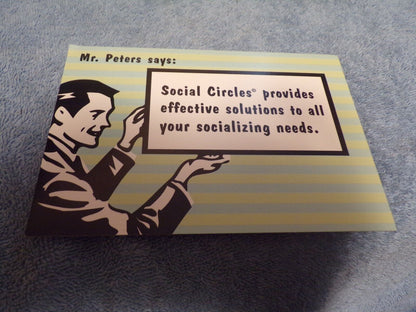 Mr. Peters says:
Social Circles® provides
effective solutions to all
your socializing needs.